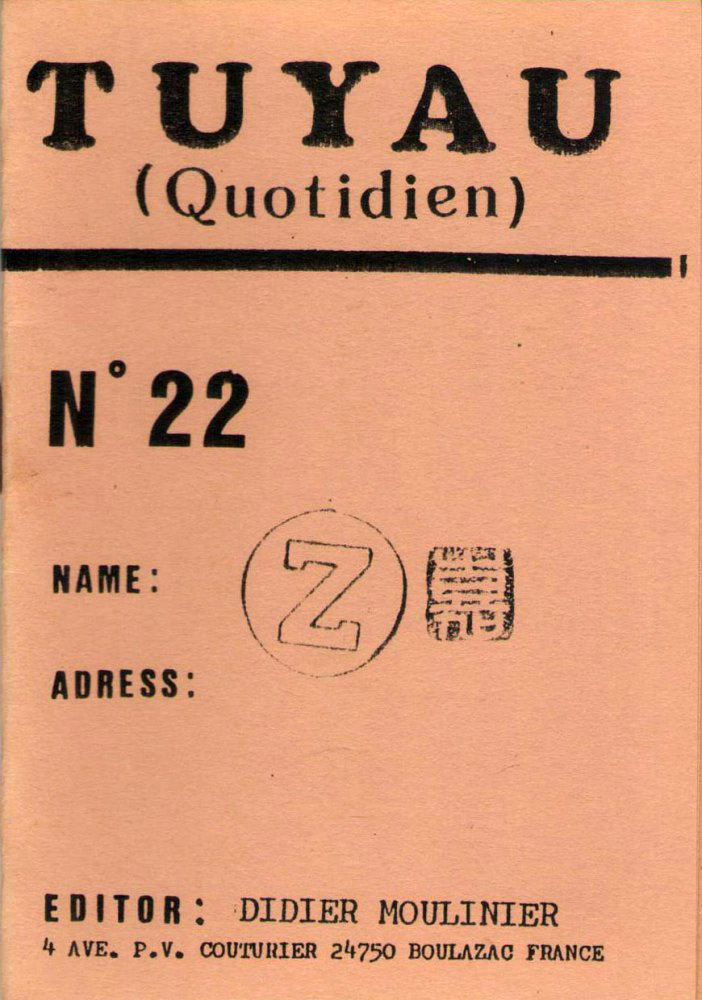 TUYAU
(Quotidien)
N° 22
NAME: Z
ADRESS:
EDITOR: DIDIER MOULINIER
4 AVE. P.V. COUTURIER 24750 BOULAZAC FRANCE